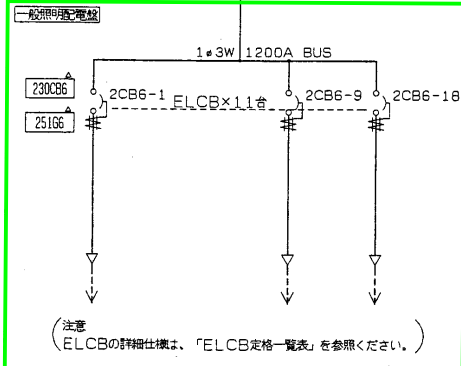 一般照明配電盤
1ø3W 1200A BUS
230CB6
2CB6-1
ELCB×11台
2CB6-9
2CB6-18
251G6
(注意
ELCBの詳細仕様は、「ELCB定格一覧表」を参照ください。)